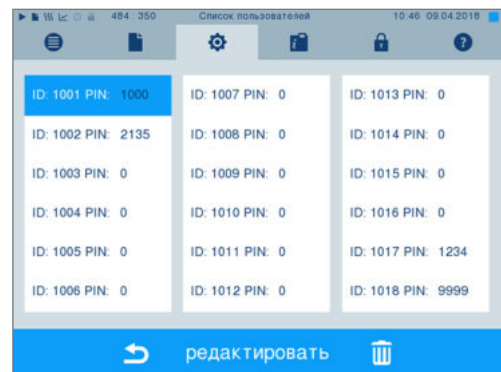 484 : 350 Список пользователей 10:46 09.04.2018
ID: 1001 PIN: 1000
ID: 1002 PIN: 2135
ID: 1003 PIN: 0
ID: 1004 PIN: 0
ID: 1005 PIN: 0
ID: 1006 PIN: 0
ID: 1007 PIN: 0
ID: 1008 PIN: 0
ID: 1009 PIN: 0
ID: 1010 PIN: 0
ID: 1011 PIN: 0
ID: 1012 PIN: 0
ID: 1013 PIN: 0
ID: 1014 PIN: 0
ID: 1015 PIN: 0
ID: 1016 PIN: 0
ID: 1017 PIN: 1234
ID: 1018 PIN: 9999
редактировать